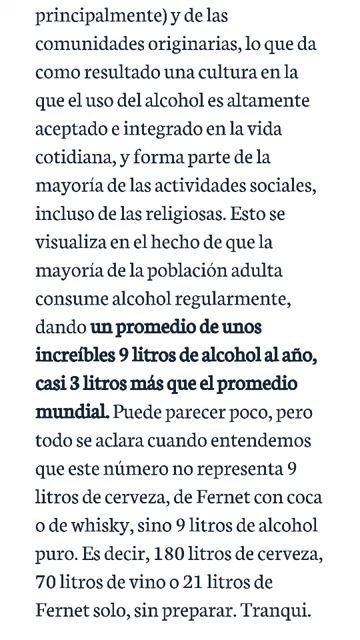 principalmente) y de las
comunidades originarias, lo que da
como resultado una cultura en la
que el uso del alcohol es altamente
aceptado e integrado en la vida
cotidiana, y forma parte de la
mayoría de las actividades sociales,
incluso de las religiosas. Esto se
visualiza en el hecho de que la
mayoría de la población adulta
consume alcohol regularmente,
dando un promedio de unos
increíbles 9 litros de alcohol al año,
casi 3 litros más que el promedio
mundial. Puede parecer poco, pero
todo se aclara cuando entendemos
que este número no representa 9
litros de cerveza, de Fernet con coca
o de whisky, sino 9 litros de alcohol
puro. Es decir, 180 litros de cerveza,
70 litros de vino o 21 litros de
Fernet solo, sin preparar. Tranqui.